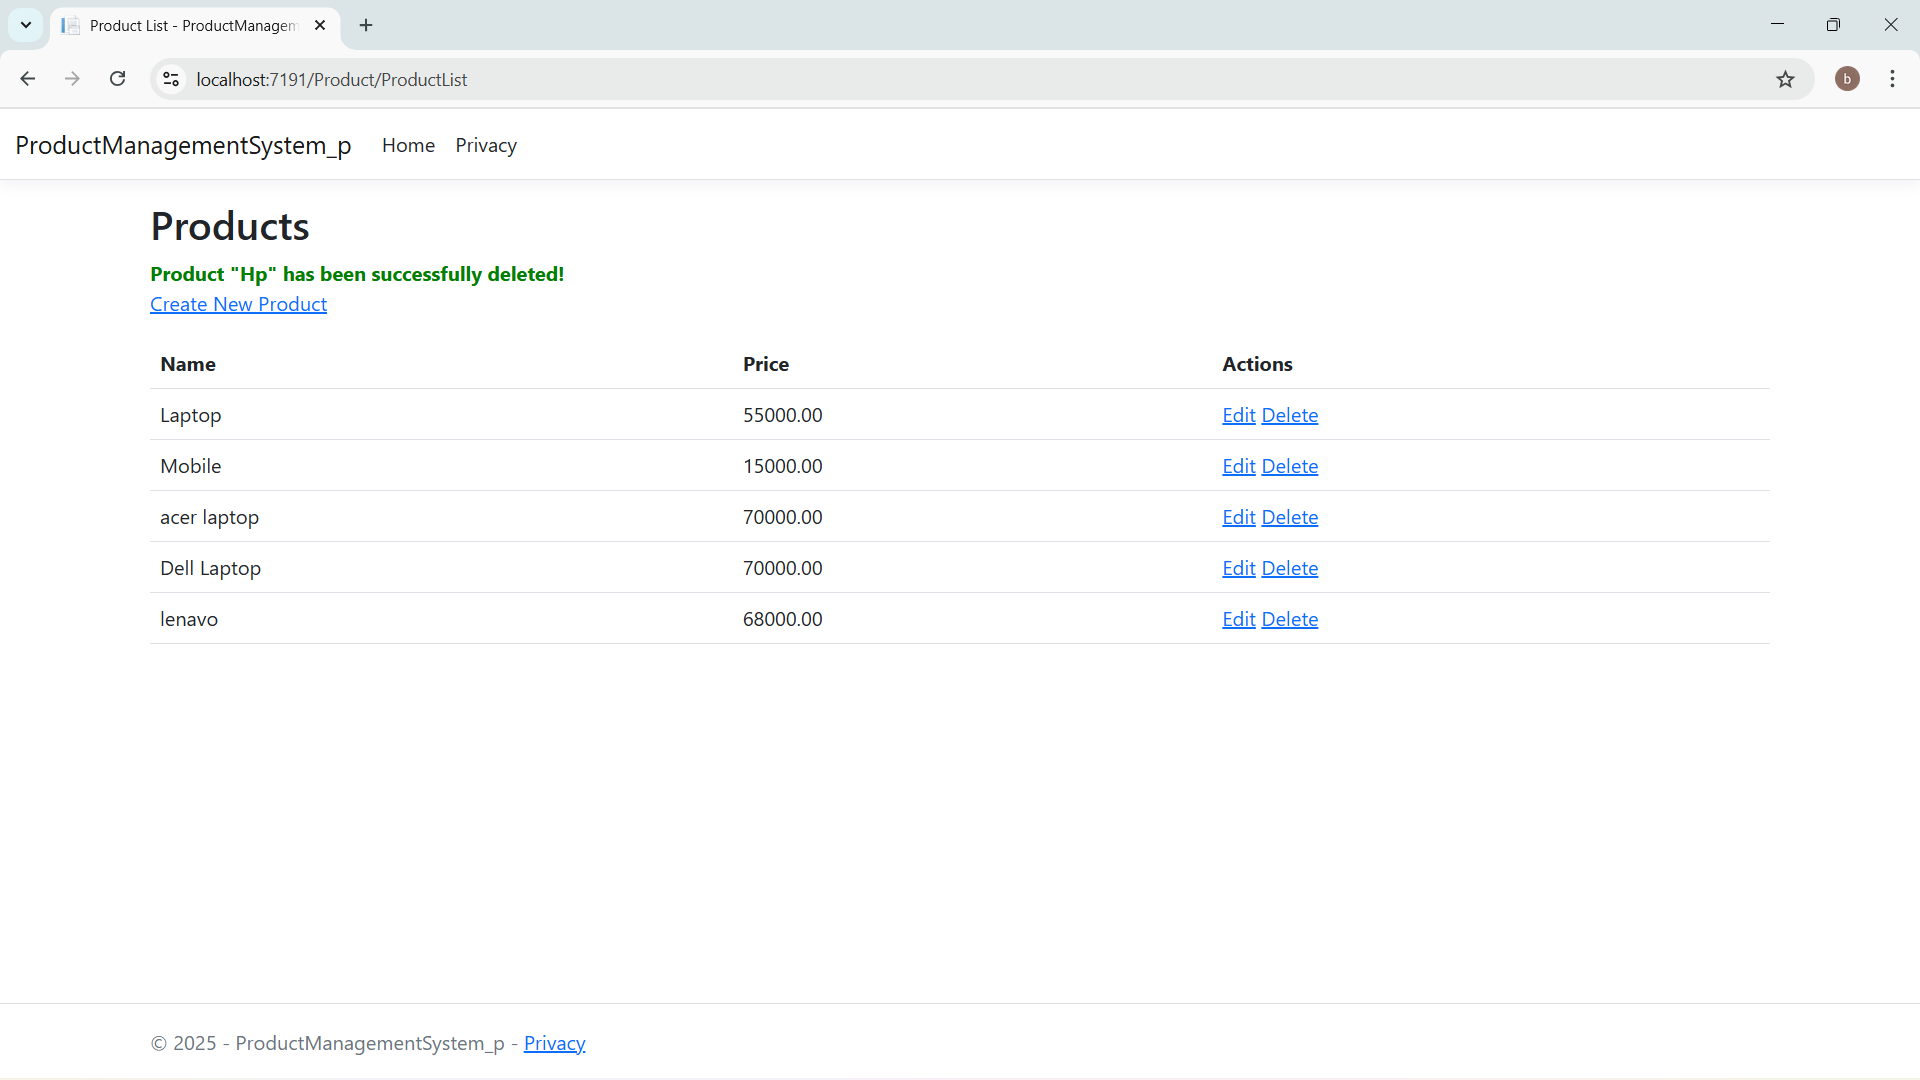 Product List - ProductManagem
localhost:7191/Product/ProductList
b
ProductManagementSystem_p Home Privacy
Products
Product "Hp" has been successfully deleted!
Create New Product
Name Price Actions
Laptop 55000.00 Edit Delete
Mobile 15000.00 Edit Delete
acer laptop 70000.00 Edit Delete
Dell Laptop 70000.00 Edit Delete
lenavo 68000.00 Edit Delete
© 2025 - ProductManagementSystem_p - Privacy